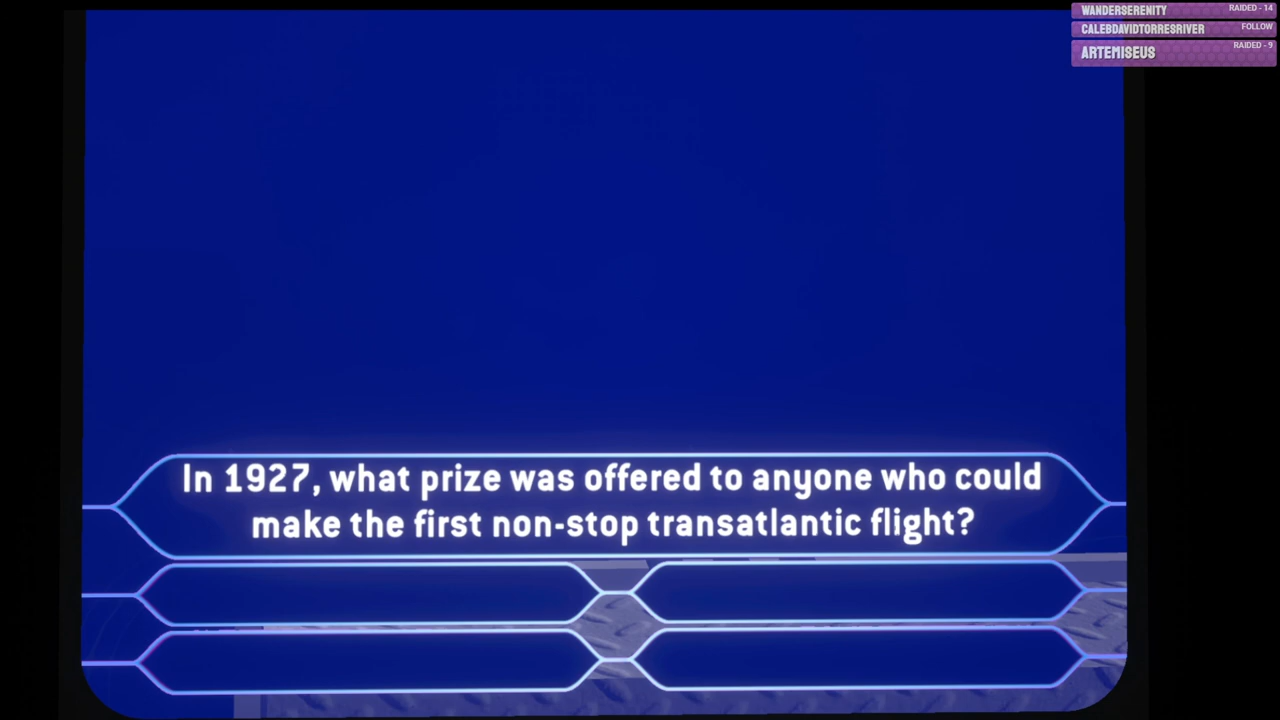 WANDERSERENITY RAIDED - 14
CALEBDAVIDTORRESRIVER FOLLOW
ARTEMISEUS RAIDED - 9
In 1927, what prize was offered to anyone who could
make the first non-stop transatlantic flight?